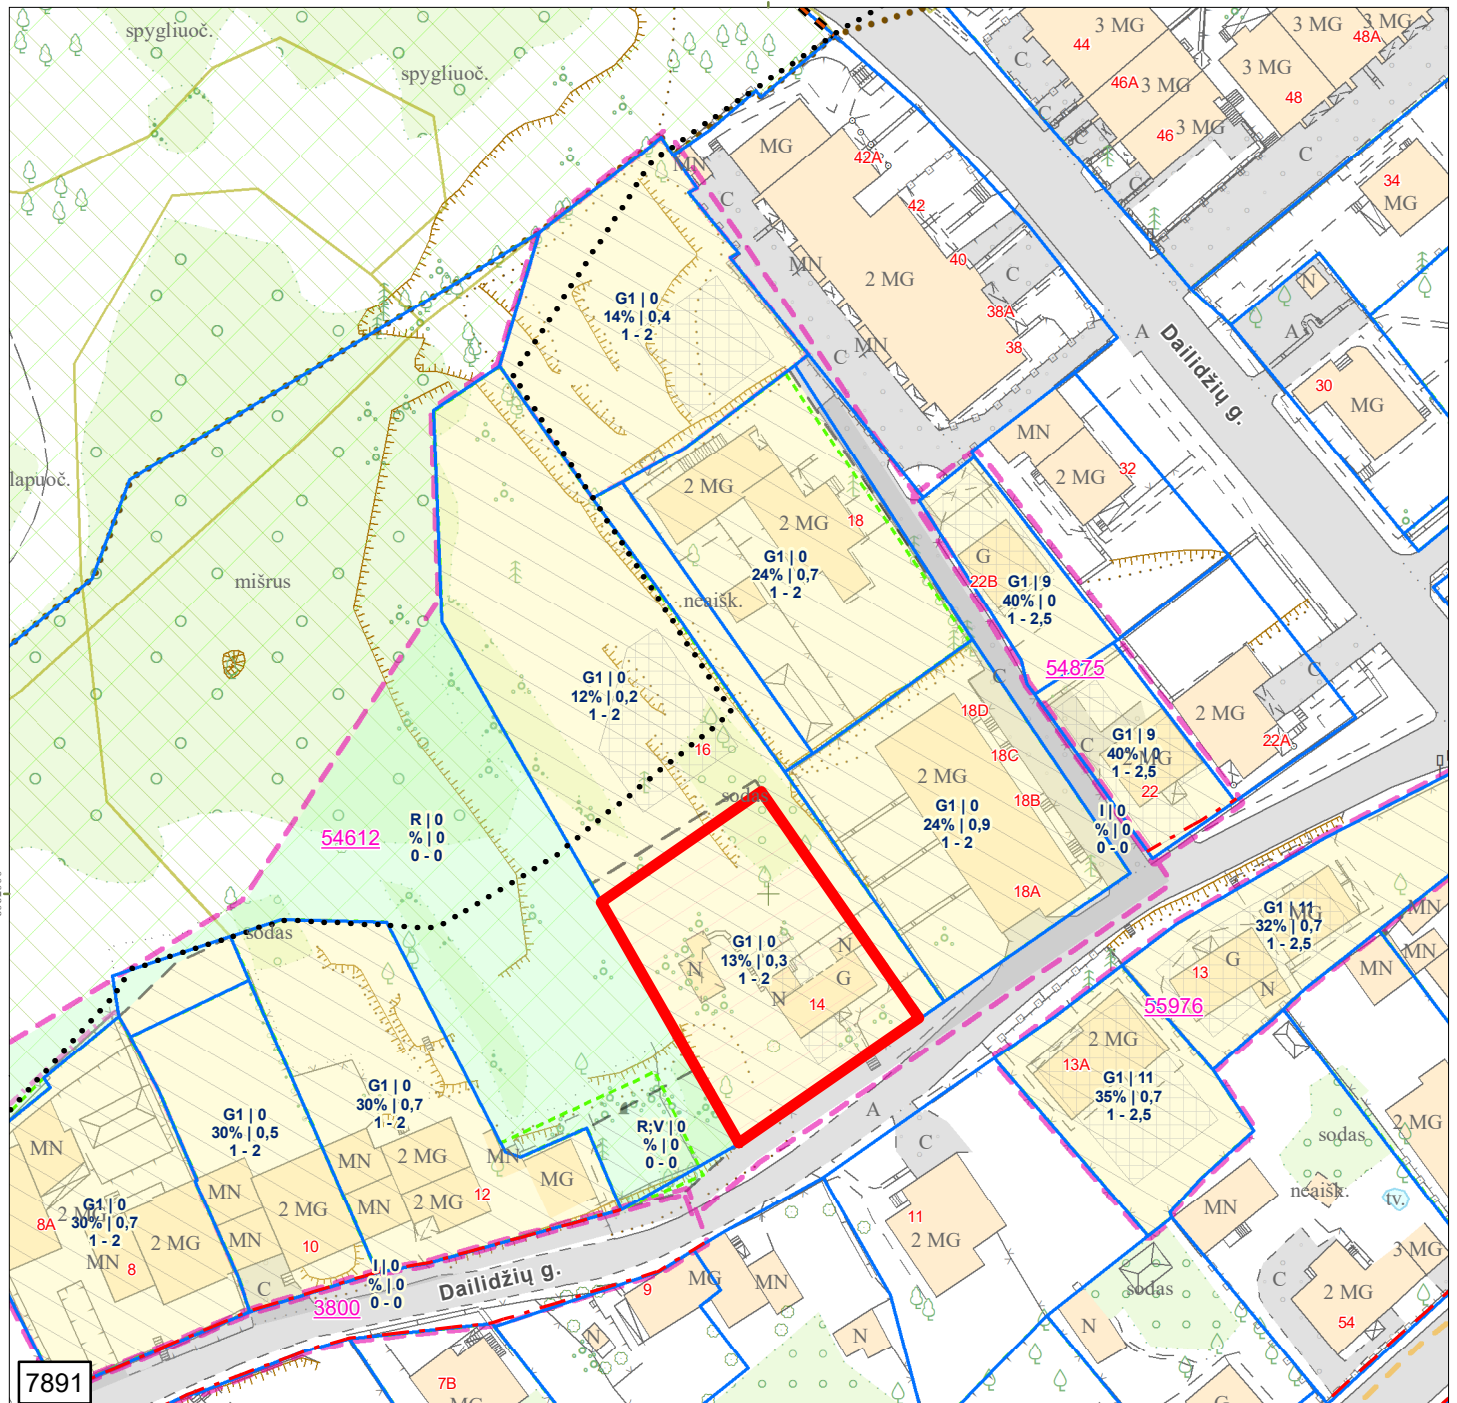 spygliuoč.
spygliuoč.
3 MG
44
3 MG
3 MG
48A
C
46A
3 MG
3 MG
48
C
46
3 MG
C
C
C
MG
42A
MN
C
34
MG
42
MN
40
2 MG
C
38A
N
G1 | 0
14% | 0,4
1 - 2
MN
38
C
A
A
Dailidžių g.
30
MG
MN
2 MG
32
lapuoč.
2 MG
2 MG
18
G
22B
G1 | 0
24% | 0,7
1 - 2
G1 | 9
40% | 0
1 - 2,5
mišrus
neaišk.
54875
C
C
G1 | 0
12% | 0,2
1 - 2
18D
2 MG
22A
16
18C
C
G1 | 9
40% | 0
1 - 2,5
2 MG
22
2 MG
sodas
18B
G1 | 0
24% | 0,9
1 - 2
I | 0
% | 0
0 - 0
54612
R | 0
% | 0
0 - 0
18A
G1 | 11
32% | 0,7
1 - 2,5
MG
MN
sodas
G1 | 0
13% | 0,3
1 - 2
N
N
N
G
14
13
G
N
MN
MN
55976
2 MG
13A
G1 | 11
35% | 0,7
1 - 2,5
A
C
G1 | 0
30% | 0,7
1 - 2
G1 | 0
30% | 0,5
1 - 2
R;V | 0
% | 0
0 - 0
2 MG
sodas
MN
MN
2 MG
MN
MG
neaišk.
tv.
MN
MN
2 MG
12
2 MG
MN
G1 | 0
30% | 0,7
1 - 2
8A
2 MG
2 MG
MN
10
MN
8
11
2 MG
3 MG
I | 0
% | 0
0 - 0
C
Dailidžių g.
3800
9
MG
MN
sodas
C
2 MG
54
N
N
N
7891
7B
MG
G